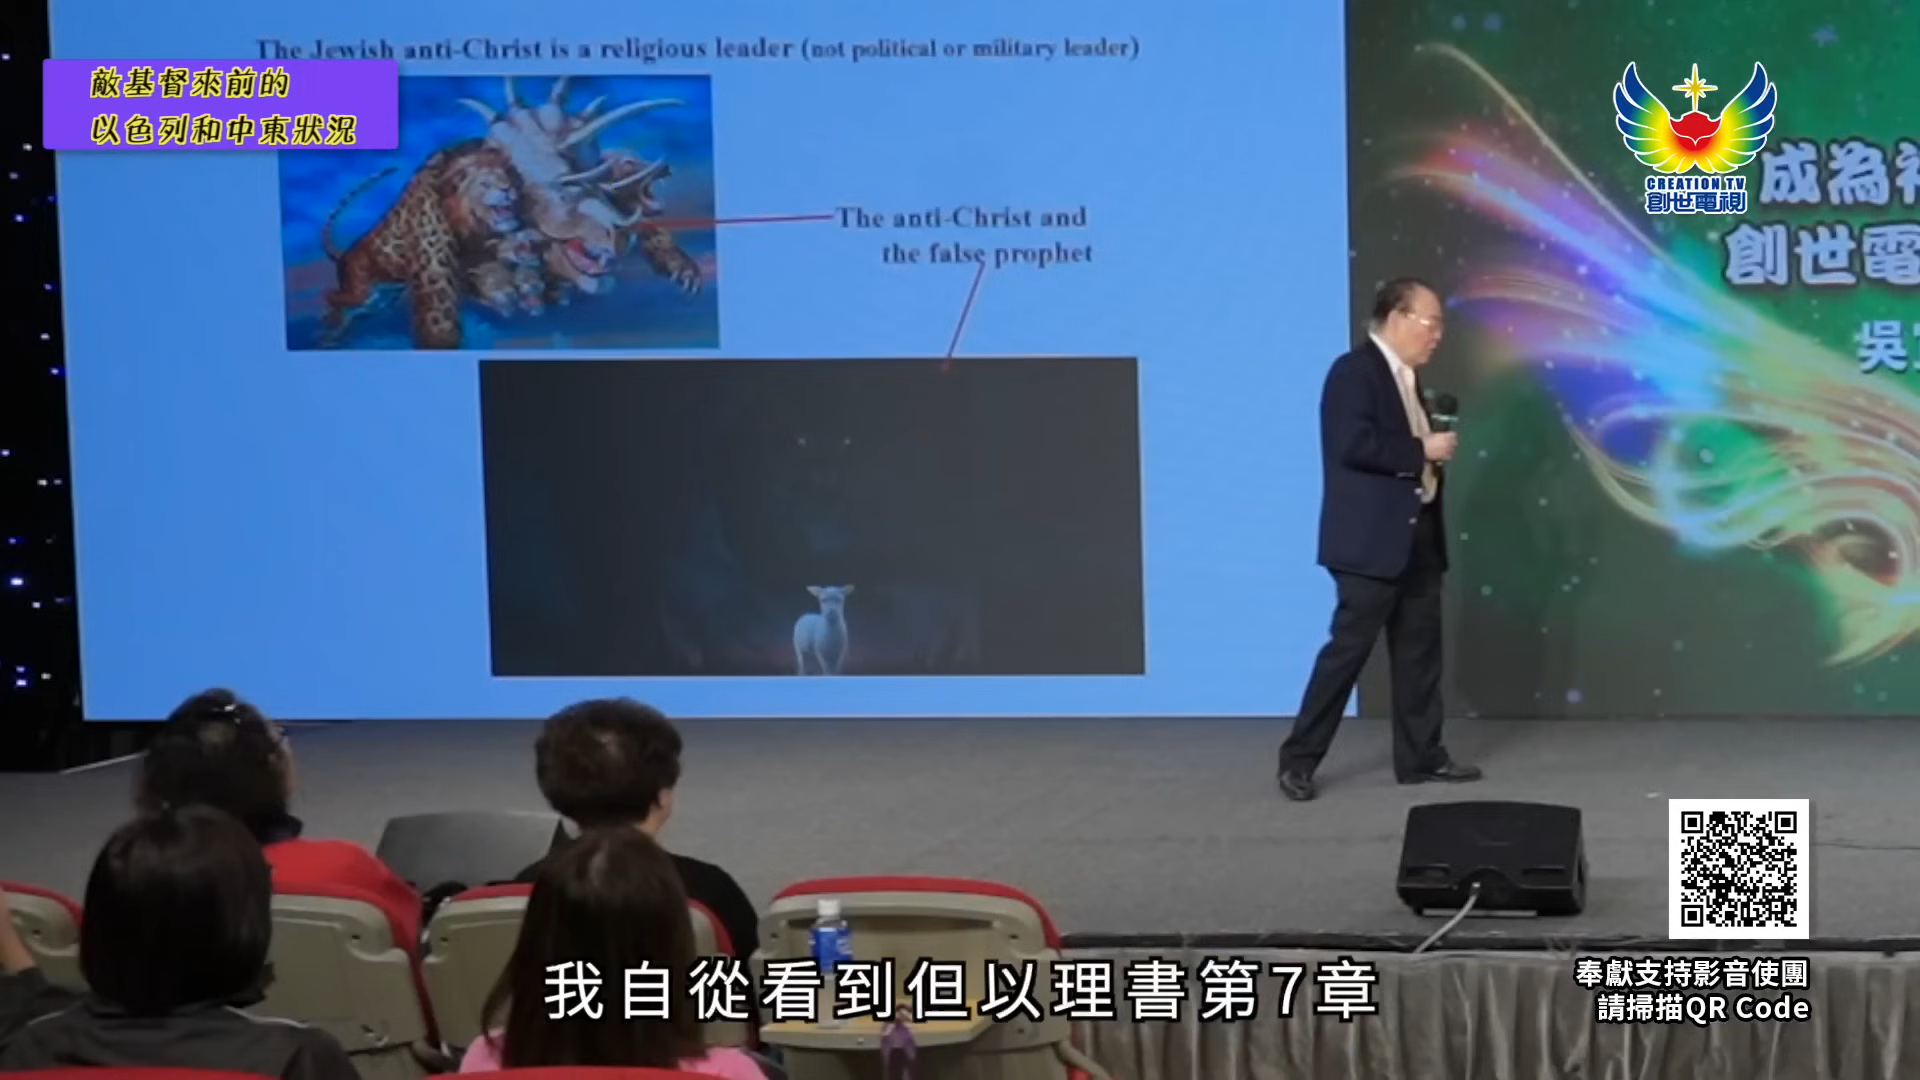 The Jewish anti-Christ is a religious leader (not political or military leader)
敵基督來前的
以色列和中東狀況
The anti-Christ and
the false prophet
CREATION TV
創世電視
成為
創世電
吳
我自從看到但以理書第7章
奉獻支持影音使團
請掃描QR Code